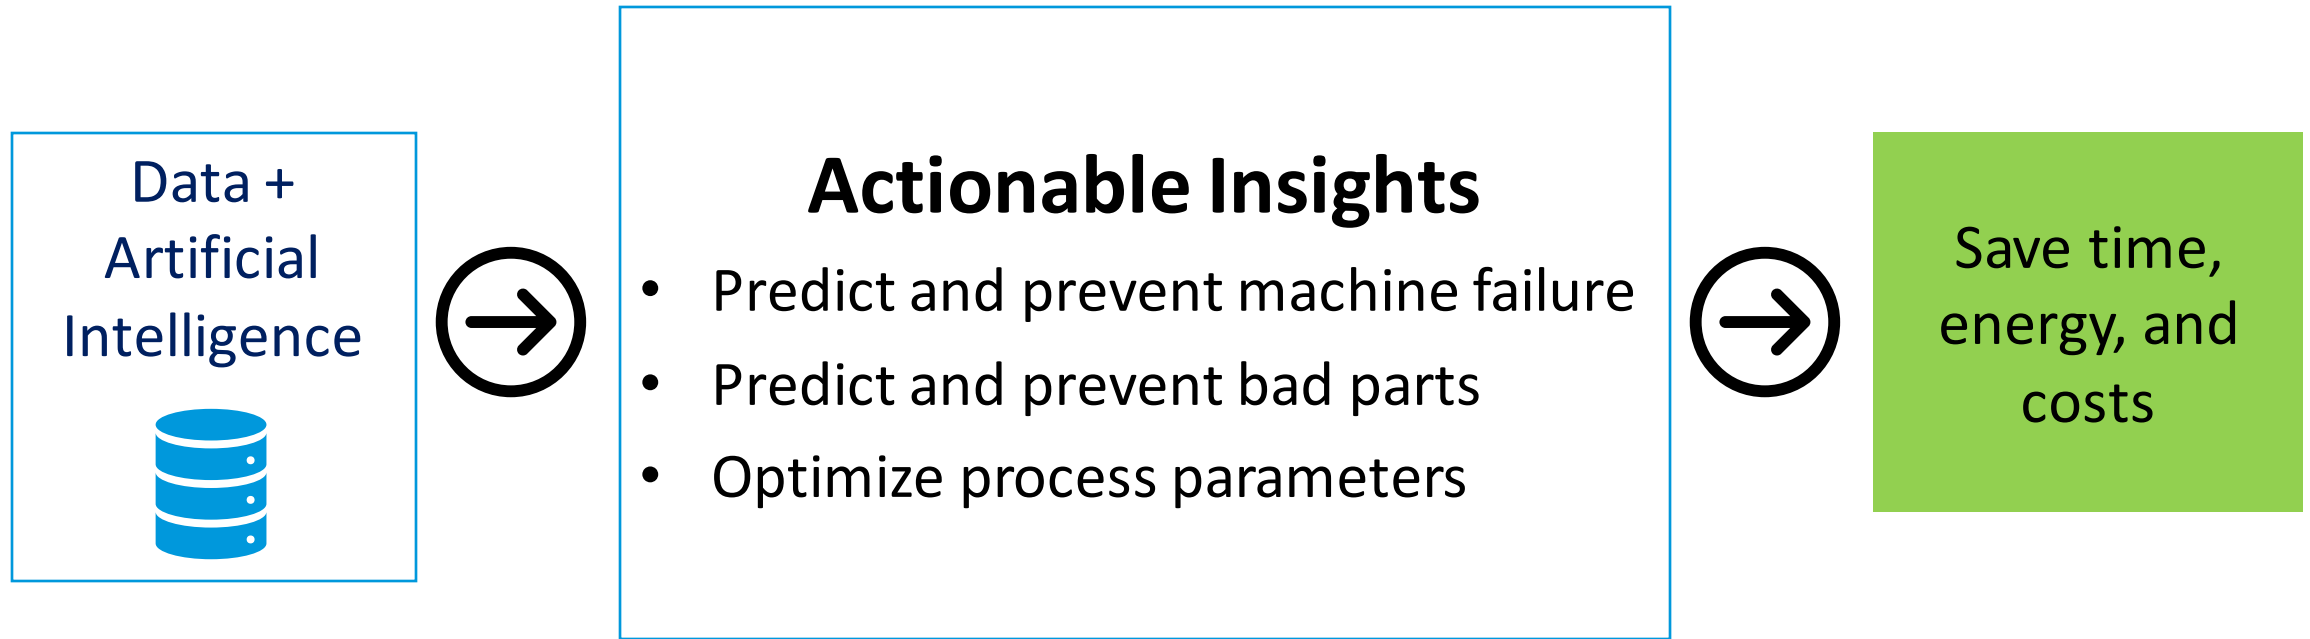 Data +
Artificial
Intelligence
Actionable Insights
• Predict and prevent machine failure
• Predict and prevent bad parts
• Optimize process parameters
Save time,
energy, and
costs